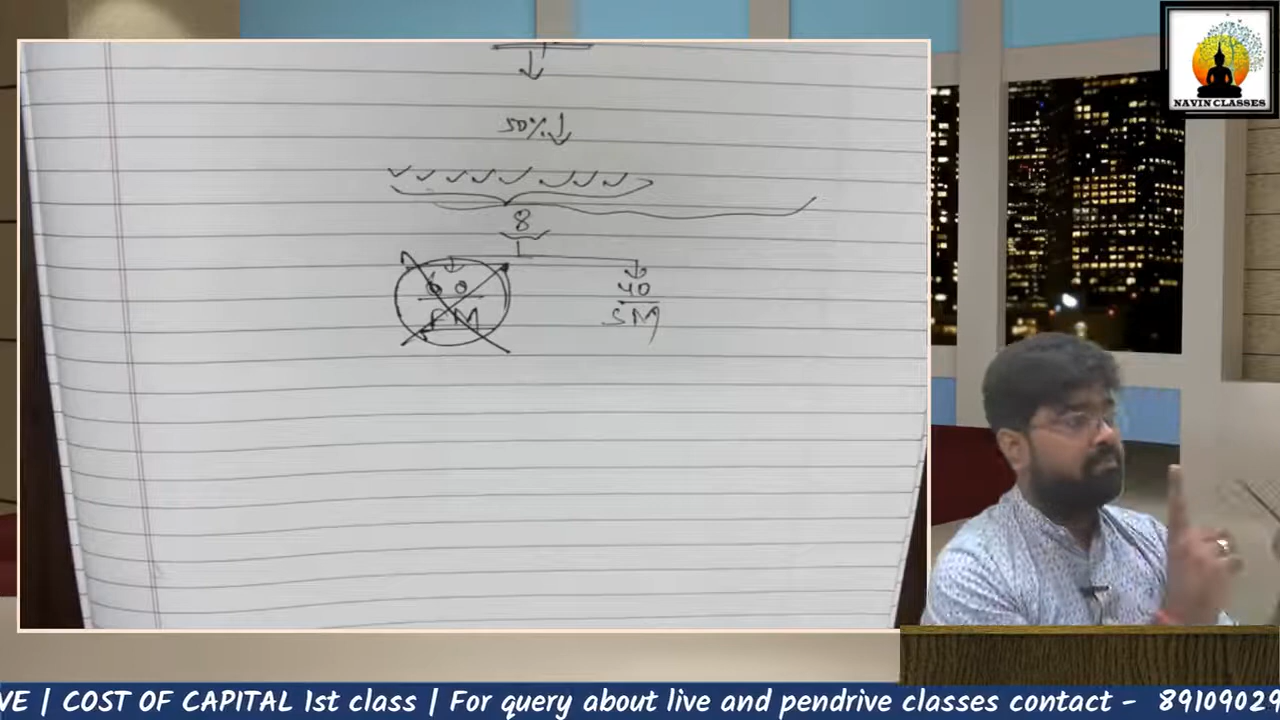 NAVIN CLASSES
50%
8
60 40
FM SM
VE | COST OF CAPITAL 1st class | For query about live and pendrive classes contact - 89109029